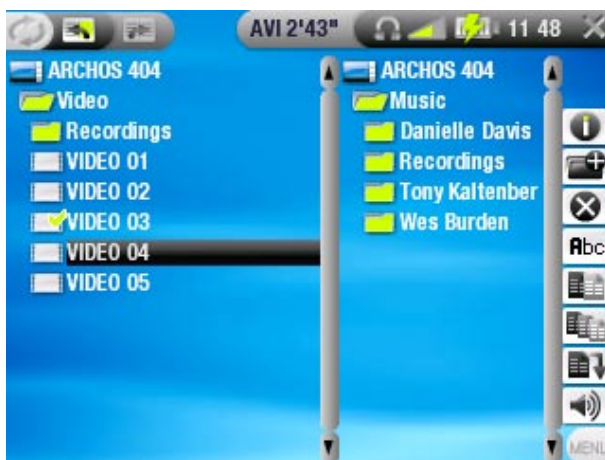 AVI 2'43" 11 48
ARCHOS 404
Video
Recordings
VIDEO 01
VIDEO 02
VIDEO 03
VIDEO 04
VIDEO 05
ARCHOS 404
Music
Danielle Davis
Recordings
Tony Kaltenber
Wes Burden
Abc
MENU